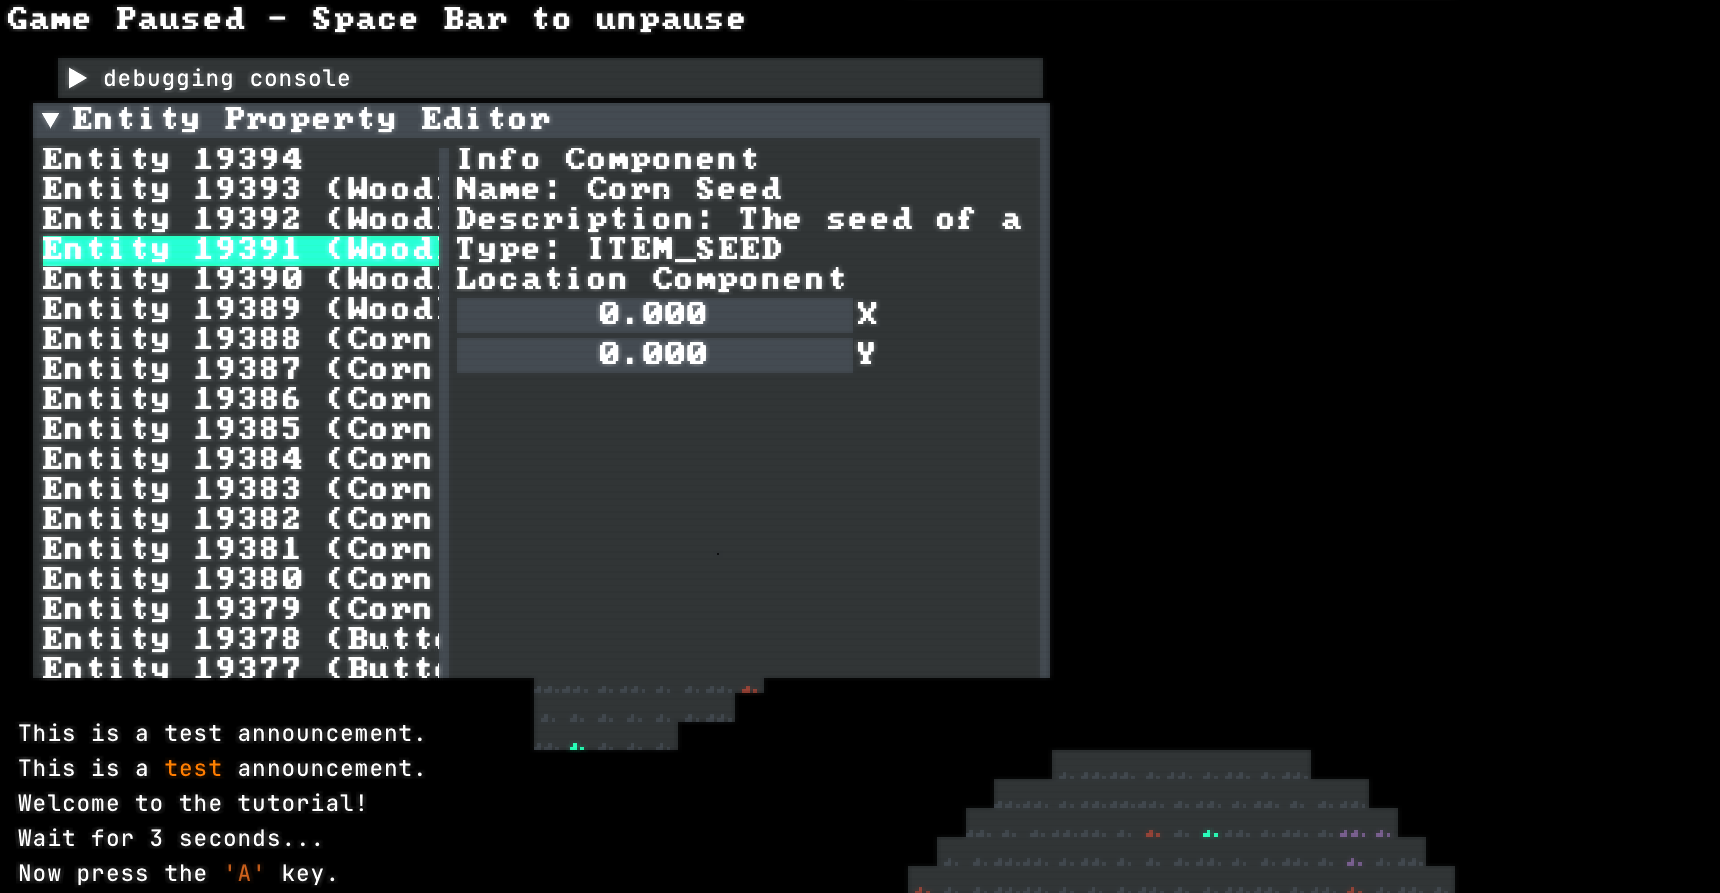 Game Paused - Space Bar to unpause
debugging console
Entity Property Editor
Entity 19394
Entity 19393 (Wood
Entity 19392 (Wood
Entity 19391 (Wood
Entity 19390 (Wood
Entity 19389 (Wood
Entity 19388 (Corn
Entity 19387 (Corn
Entity 19386 (Corn
Entity 19385 (Corn
Entity 19384 (Corn
Entity 19383 (Corn
Entity 19382 (Corn
Entity 19381 (Corn
Entity 19380 (Corn
Entity 19379 (Corn
Entity 19378 (Butt
Entity 19377 (Butt
Info Component
Name: Corn Seed
Description: The seed of a
Type: ITEM_SEED
Location Component
0.000 X
0.000 Y
This is a test announcement.
This is a test announcement.
Welcome to the tutorial!
Wait for 3 seconds...
Now press the 'A' key.